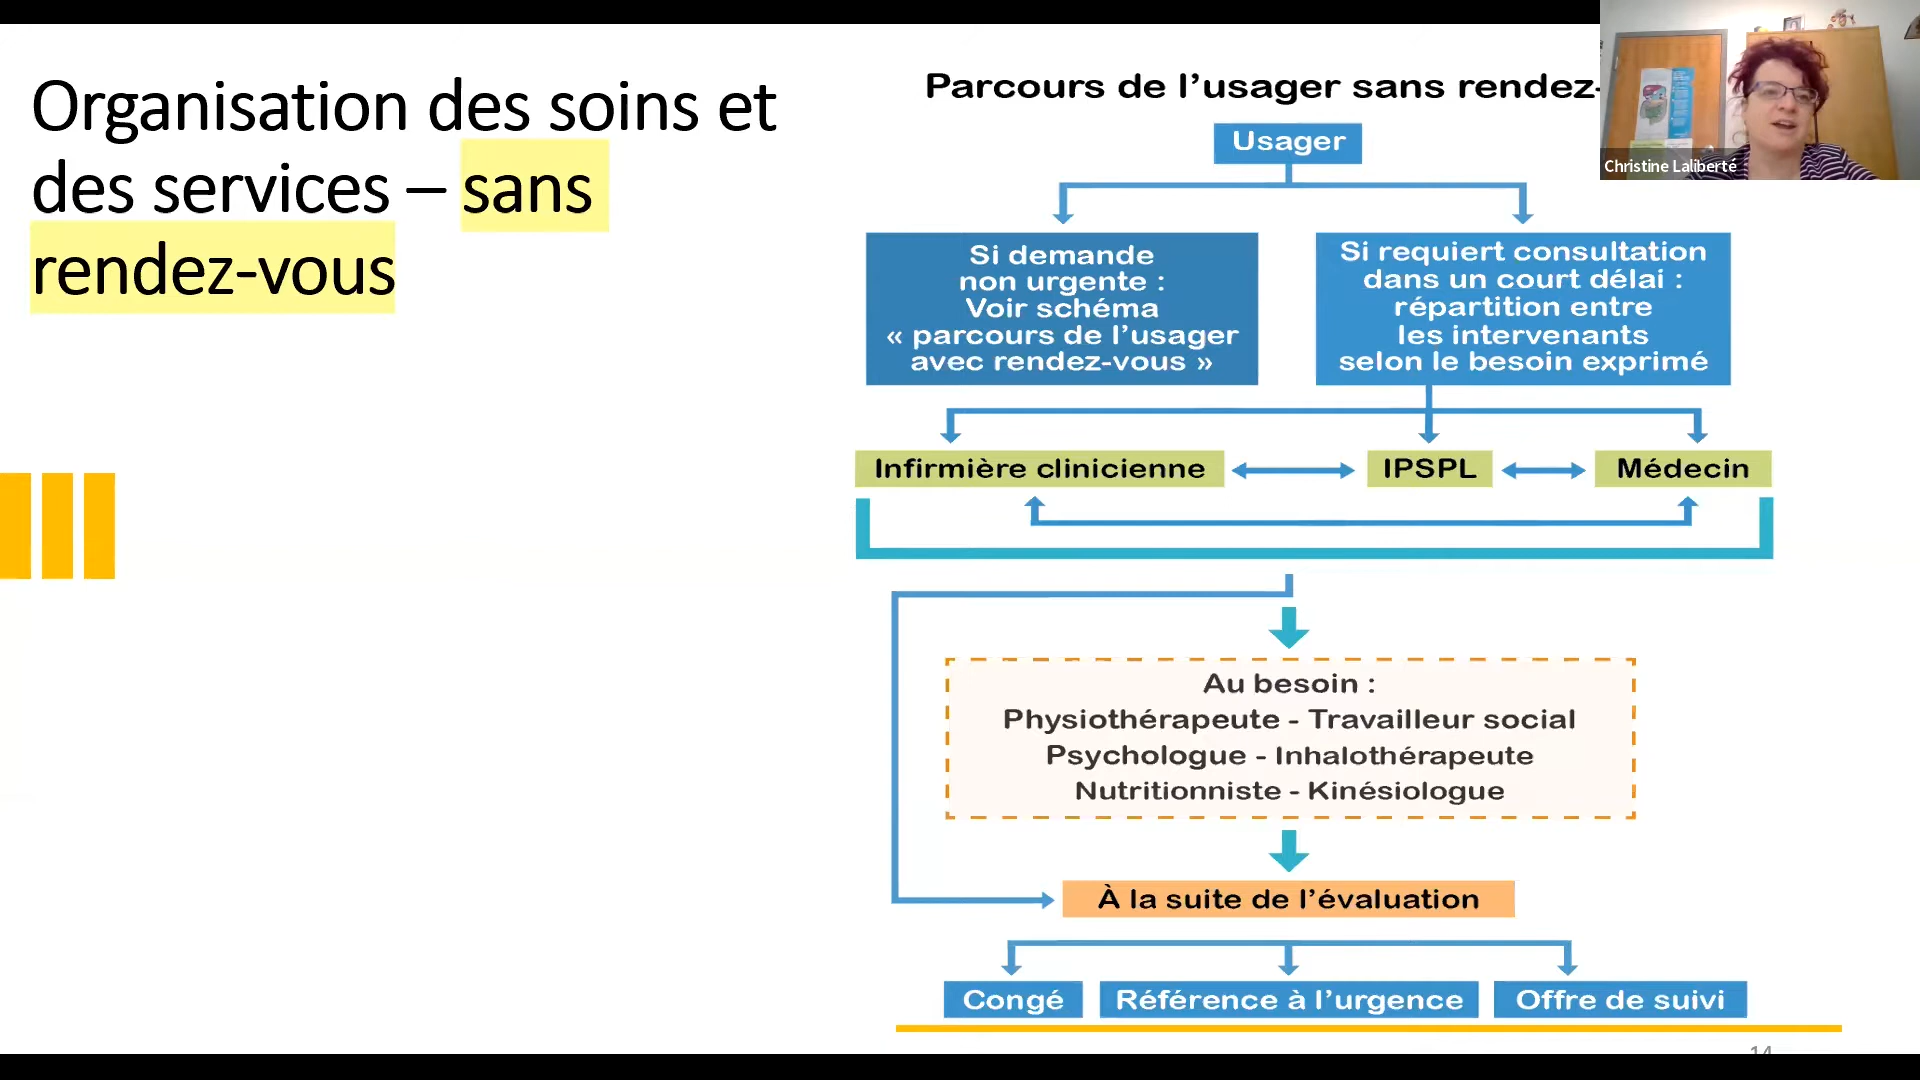 Organisation des soins et
des services – sans
rendez-vous
Parcours de l’usager sans rendez-
Christine Laliberté
Usager
Si demande
non urgente :
Voir schéma
« parcours de l’usager
avec rendez-vous »
Si requiert consultation
dans un court délai :
répartition entre
les intervenants
selon le besoin exprimé
Infirmière clinicienne
IPSPL
Médecin
Au besoin :
Physiothérapeute - Travailleur social
Psychologue - Inhalothérapeute
Nutritionniste - Kinésiologue
À la suite de l’évaluation
Congé
Référence à l’urgence
Offre de suivi
14